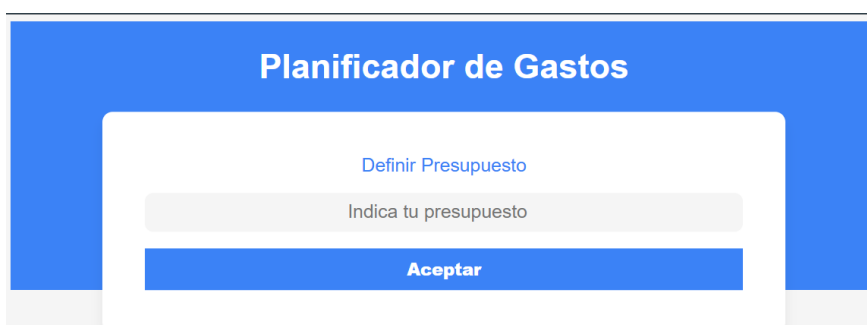 Planificador de Gastos
Definir Presupuesto
Indica tu presupuesto
Aceptar